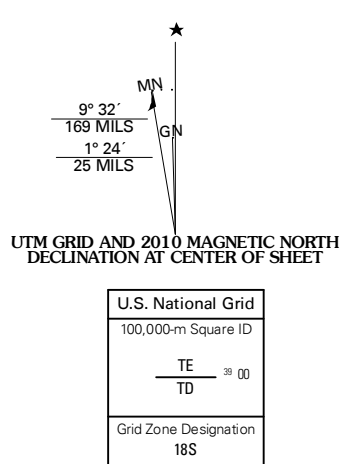 MN
GN
9° 32´
169 MILS
1° 24´
25 MILS
UTM GRID AND 2010 MAGNETIC NORTH
DECLINATION AT CENTER OF SHEET
U.S. National Grid
100,000-m Square ID
TE
39 00
TD
Grid Zone Designation
18S